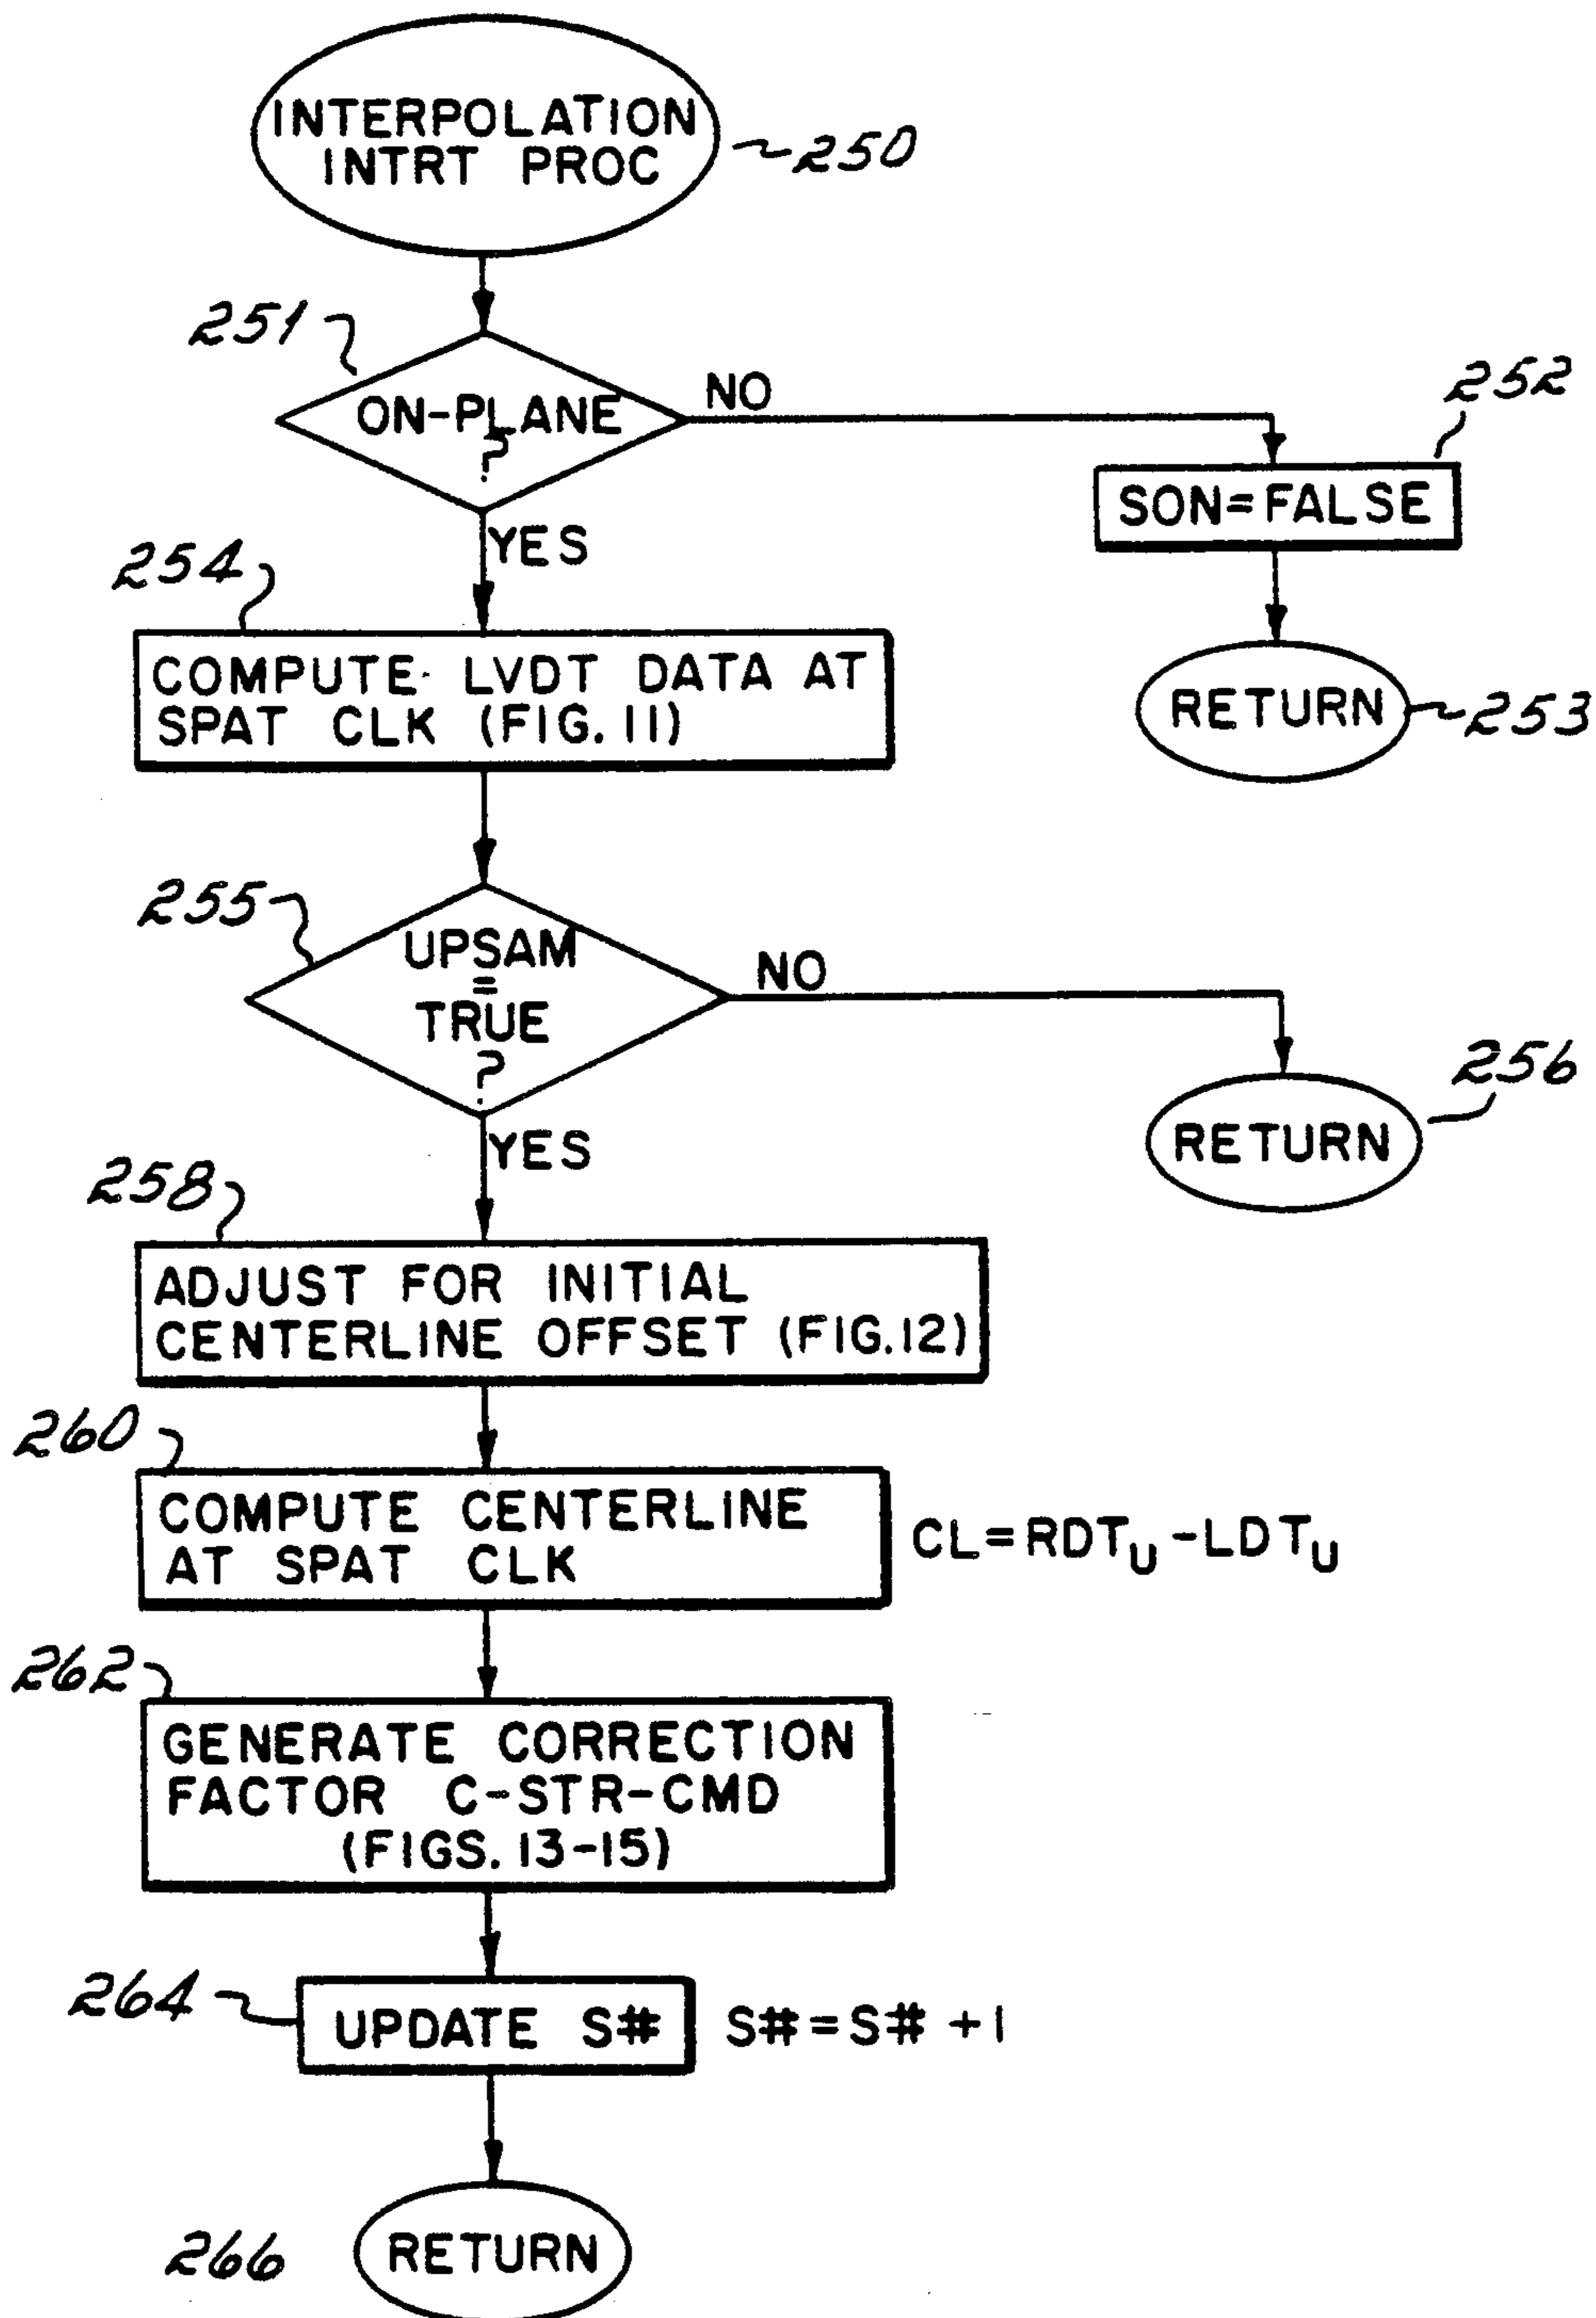 INTERPOLATION
INTRT PROC
250
251
ON-PLANE
?
NO
252
SON=FALSE
YES
RETURN
253
254
COMPUTE LVDT DATA AT
SPAT CLK (FIG. 11)
255
UPSAM
=
TRUE
?
NO
256
RETURN
YES
258
ADJUST FOR INITIAL
CENTERLINE OFFSET (FIG.12)
260
COMPUTE CENTERLINE
AT SPAT CLK
CL=RDT_U-LDT_U
262
GENERATE CORRECTION
FACTOR C-STR-CMD
(FIGS. 13-15)
264
UPDATE S#
S#=S# +1
266
RETURN